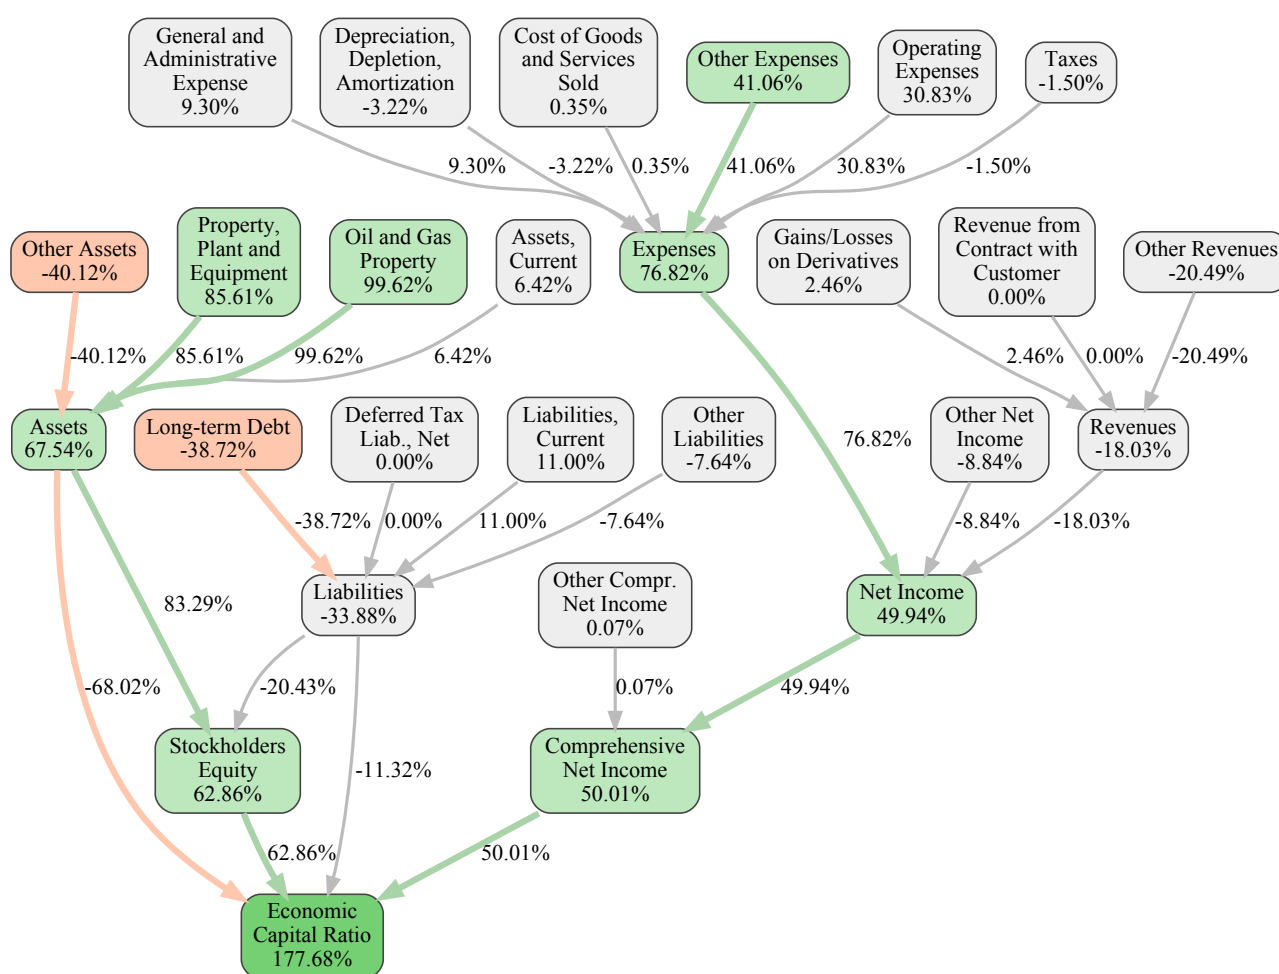 General and
Administrative
Expense
9.30%
Depreciation,
Depletion,
Amortization
-3.22%
Cost of Goods
and Services
Sold
0.35%
Other Expenses
41.06%
Operating
Expenses
30.83%
Taxes
-1.50%
9.30%
-3.22%
0.35%
41.06%
30.83%
-1.50%
Other Assets
-40.12%
Property,
Plant and
Equipment
85.61%
Oil and Gas
Property
99.62%
Assets,
Current
6.42%
Expenses
76.82%
Gains/Losses
on Derivatives
2.46%
Revenue from
Contract with
Customer
0.00%
Other Revenues
-20.49%
-40.12%
85.61%
99.62%
6.42%
2.46%
0.00%
-20.49%
Assets
67.54%
Long-term Debt
-38.72%
Deferred Tax
Liab., Net
0.00%
Liabilities,
Current
11.00%
Other
Liabilities
-7.64%
76.82%
Other Net
Income
-8.84%
Revenues
-18.03%
-38.72%
0.00%
11.00%
-7.64%
-8.84%
-18.03%
83.29%
Liabilities
-33.88%
Other Compr.
Net Income
0.07%
Net Income
49.94%
-68.02%
-20.43%
0.07%
49.94%
Stockholders
Equity
62.86%
-11.32%
Comprehensive
Net Income
50.01%
62.86%
50.01%
Economic
Capital Ratio
177.68%